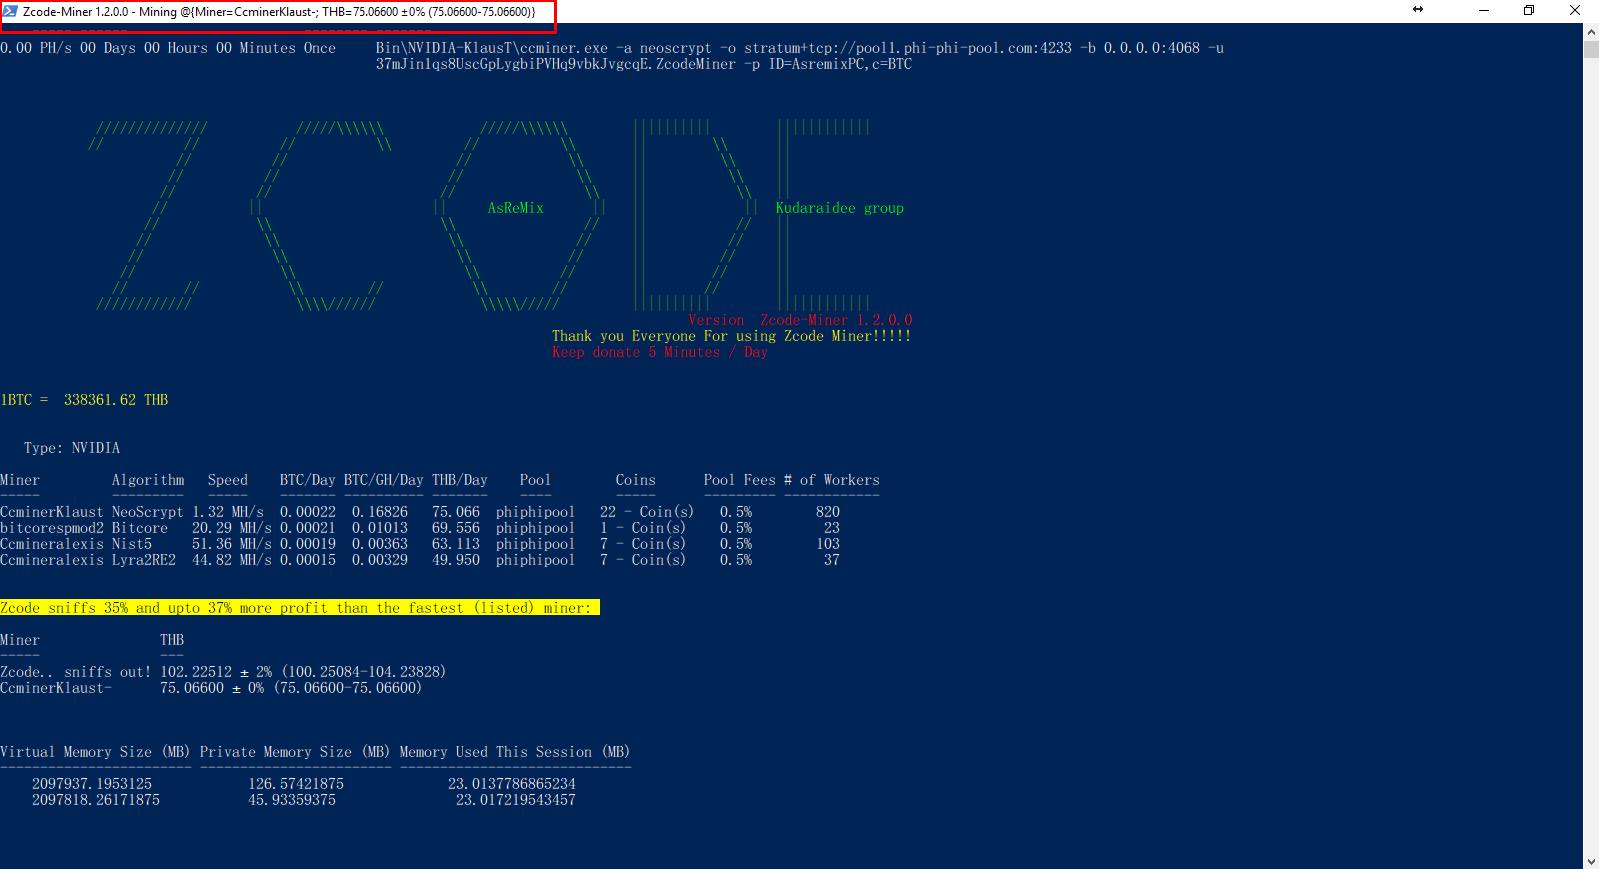 Zcode-Miner 1.2.0.0 - Mining @{Miner=CcminerKlaust-; THB=75.06600 ±0% (75.06600-75.06600)}
0.00 PH/s 00 Days 00 Hours 00 Minutes Once Bin\NVIDIA-KlausT\ccminer.exe -a neoscrypt -o stratum+tcp://pool1.phi-phi-pool.com:4233 -b 0.0.0.0:4068 -u
37mJin1qs8UscGpLygbiPVHq9vbkJvgcqE.ZcodeMiner -p ID=AsremixPC,c=BTC
ZCODE
AsReMix Kudaraidee group
Version Zcode-Miner 1.2.0.0
Thank you Everyone For using Zcode Miner!!!!!
Keep donate 5 Minutes / Day
1BTC = 338361.62 THB
Type: NVIDIA
Miner Algorithm Speed BTC/Day BTC/GH/Day THB/Day Pool Coins Pool Fees # of Workers
CcminerKlaust NeoScrypt 1.32 MH/s 0.00022 0.16826 75.066 phiphipool 22 - Coin(s) 0.5% 820
bitcorespmod2 Bitcore 20.29 MH/s 0.00021 0.01013 69.556 phiphipool 1 - Coin(s) 0.5% 23
Ccmineralexis Nist5 51.36 MH/s 0.00019 0.00363 63.113 phiphipool 7 - Coin(s) 0.5% 103
Ccmineralexis Lyra2RE2 44.82 MH/s 0.00015 0.00329 49.950 phiphipool 7 - Coin(s) 0.5% 37
Zcode sniffs 35% and upto 37% more profit than the fastest (listed) miner:
Miner THB
Zcode.. sniffs out! 102.22512 ± 2% (100.25084-104.23828)
CcminerKlaust- 75.06600 ± 0% (75.06600-75.06600)
Virtual Memory Size (MB) Private Memory Size (MB) Memory Used This Session (MB)
2097937.1953125 126.57421875 23.0137786865234
2097818.26171875 45.93359375 23.017219543457